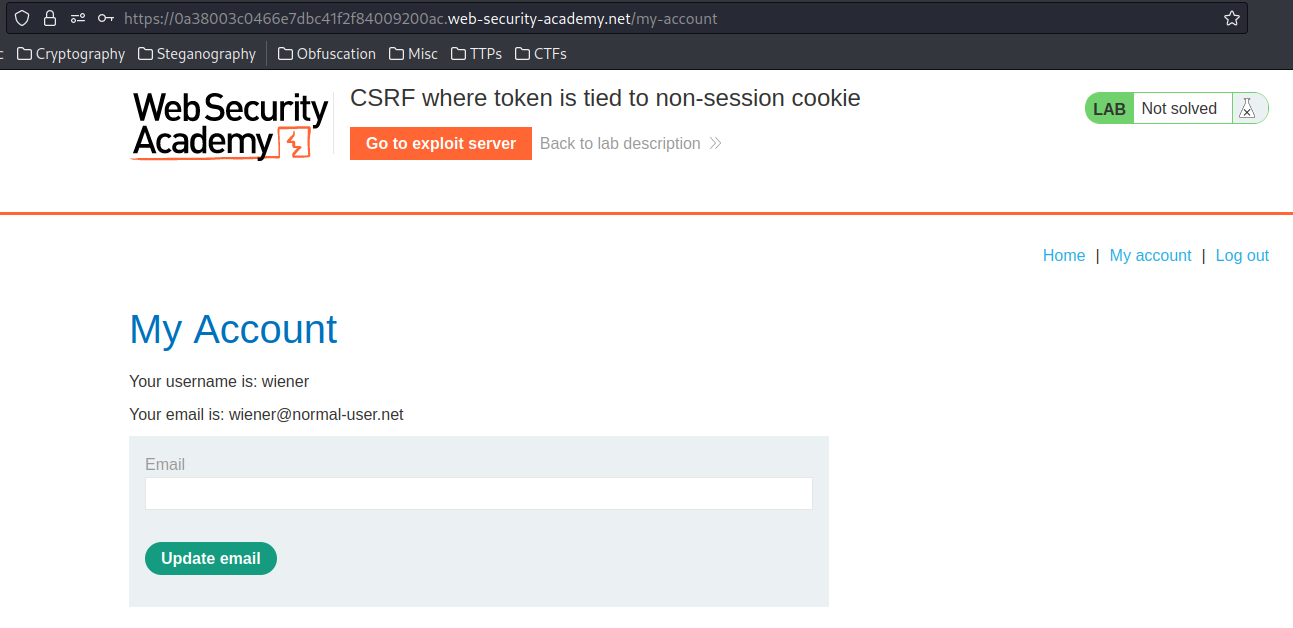 https://0a38003c0466e7dbc41f2f84009200ac.web-security-academy.net/my-account
Cryptography Steganography Obfuscation Misc TTPs CTFs
Web Security
Academy
CSRF where token is tied to non-session cookie
LAB Not solved
Go to exploit server Back to lab description
Home | My account | Log out
My Account
Your username is: wiener
Your email is: wiener@normal-user.net
Email
Update email